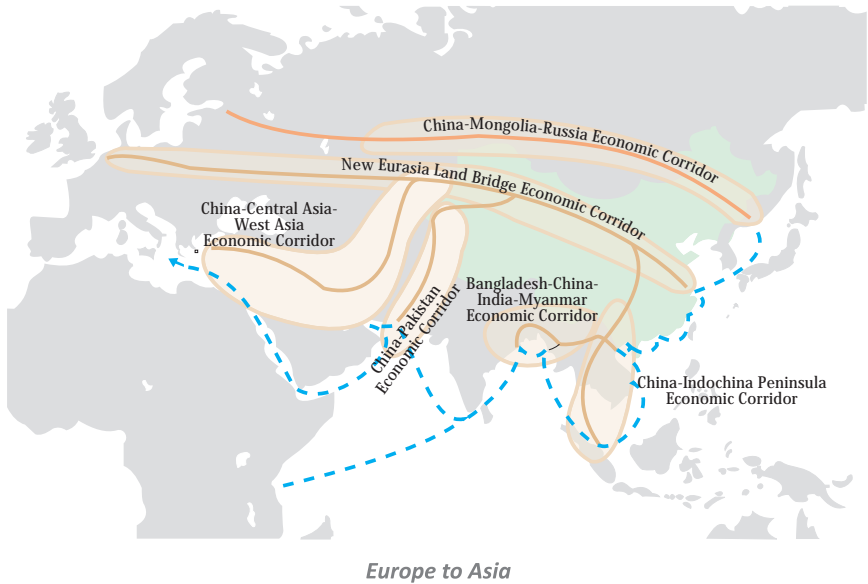 China-Mongolia-Russia Economic Corridor
New Eurasia Land Bridge Economic Corridor
China-Central Asia-
West Asia
Economic Corridor
China-Pakistan
Economic Corridor
Bangladesh-China-
India-Myanmar
Economic Corridor
China-Indochina Peninsula
Economic Corridor
Europe to Asia